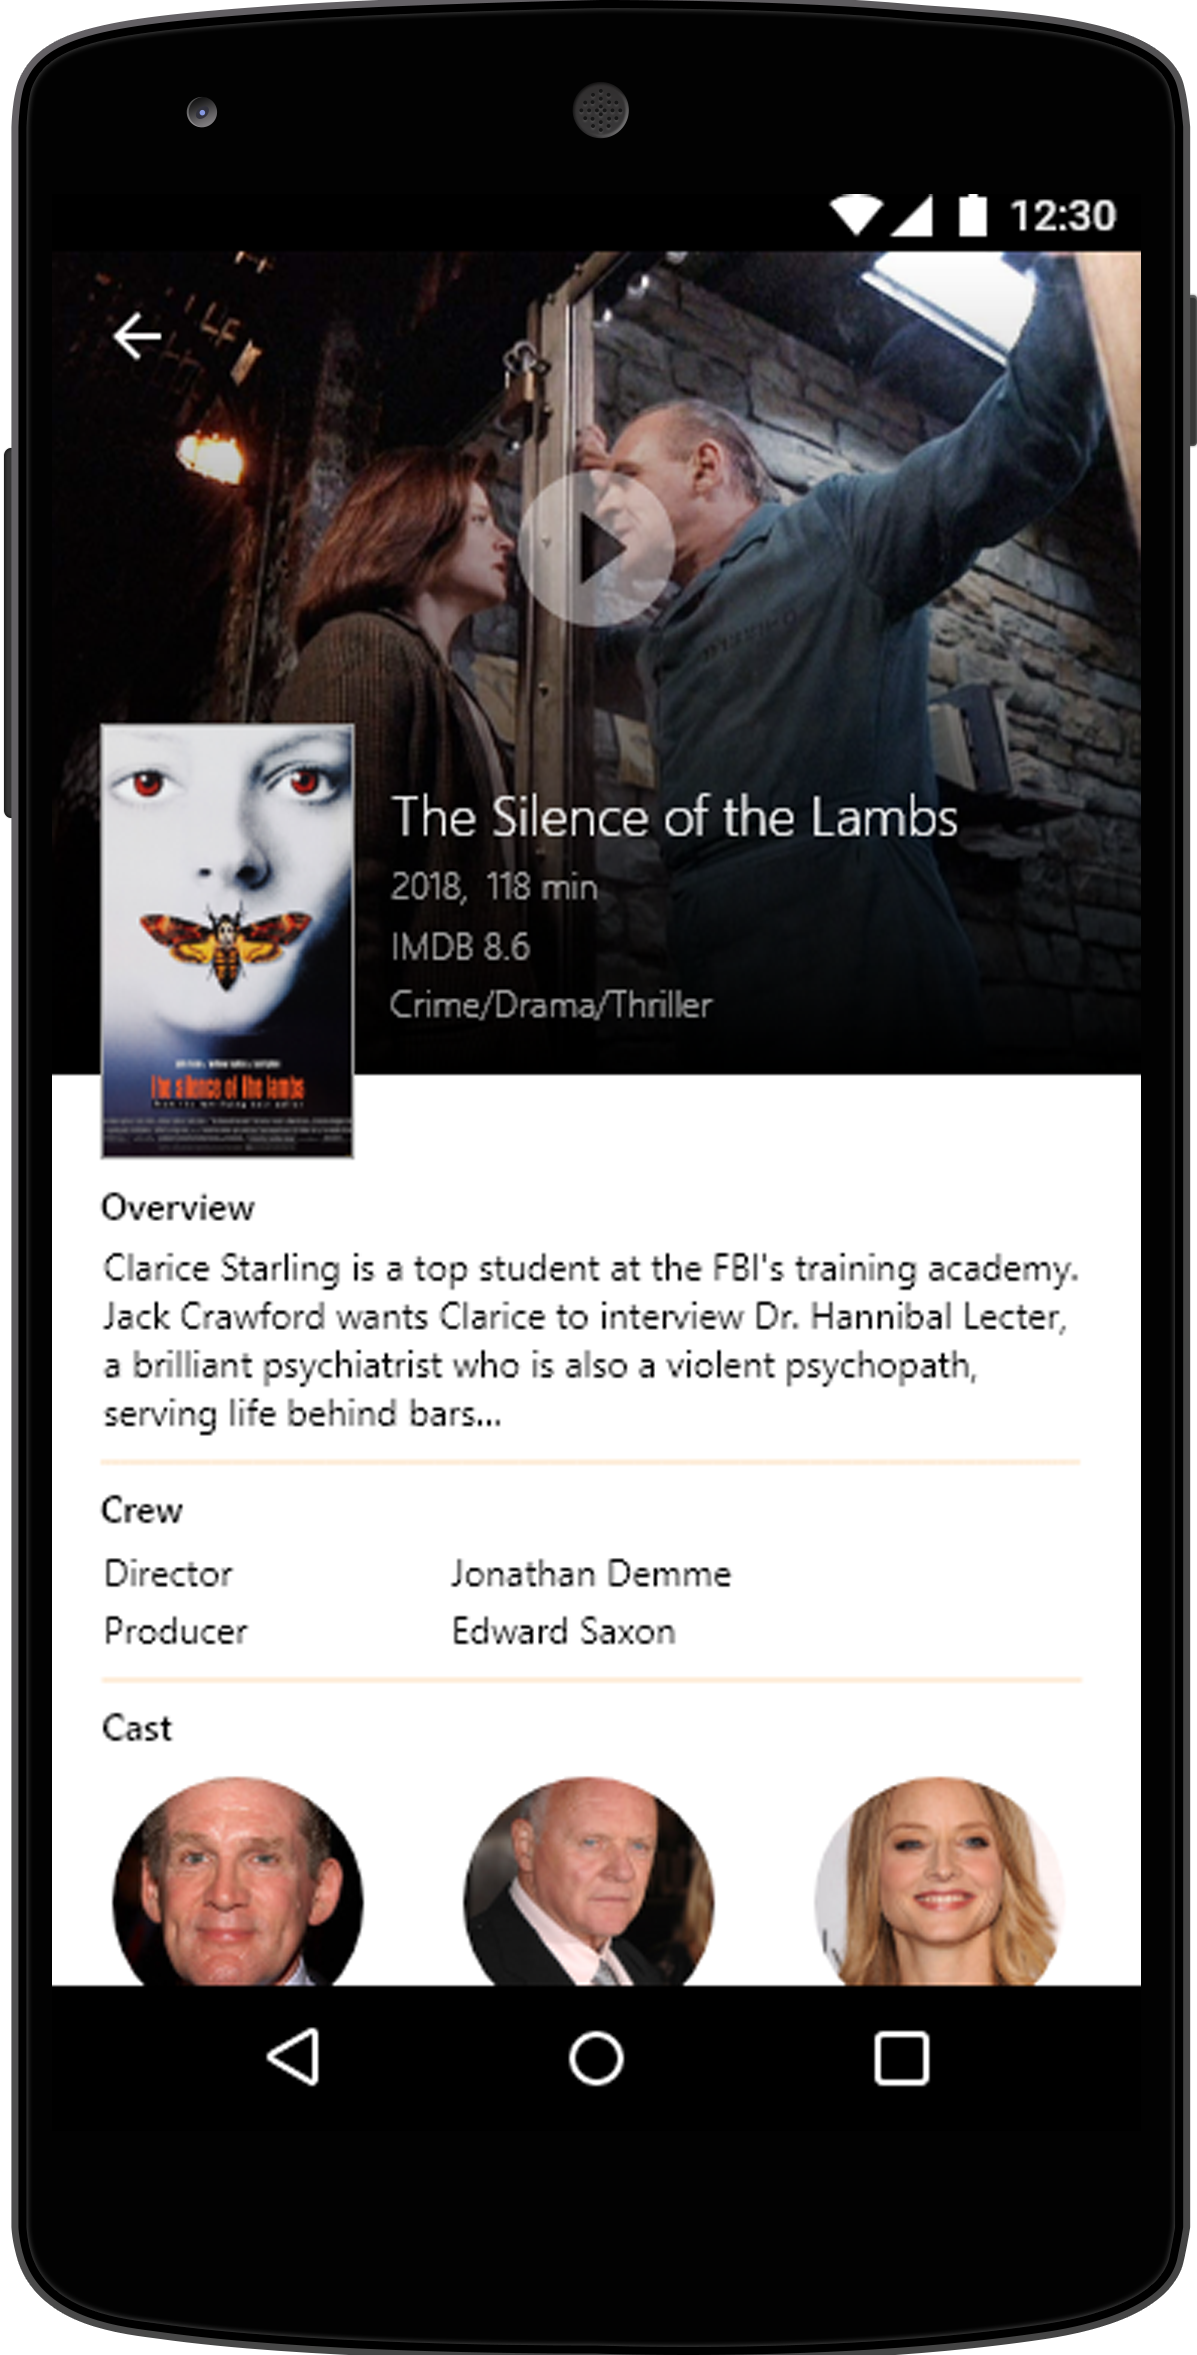 12:30
The Silence of the Lambs
2018, 118 min
IMDB 8.6
Crime/Drama/Thriller
the silence of the lambs
Overview
Clarice Starling is a top student at the FBI's training academy.
Jack Crawford wants Clarice to interview Dr. Hannibal Lecter,
a brilliant psychiatrist who is also a violent psychopath,
serving life behind bars...
Crew
Director Jonathan Demme
Producer Edward Saxon
Cast